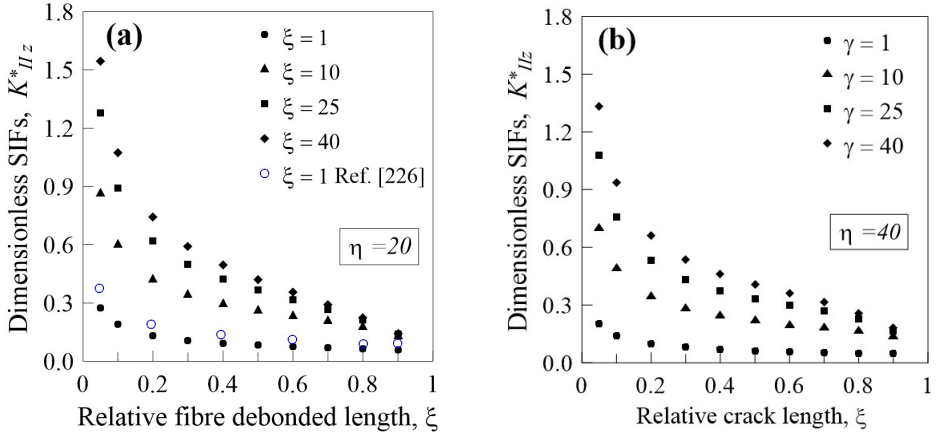 (a)
Dimensionless SIFs, K*IIz
1.8
1.5
1.2
0.9
0.6
0.3
0.0
0
0.2
0.4
0.6
0.8
1
Relative fibre debonded length, ξ
ξ = 1
ξ = 10
ξ = 25
ξ = 40
ξ = 1 Ref. [226]
η =20
(b)
Dimensionless SIFs, K*IIz
1.8
1.5
1.2
0.9
0.6
0.3
0.0
0
0.2
0.4
0.6
0.8
1
Relative crack length, ξ
γ = 1
γ = 10
γ = 25
γ = 40
η =40